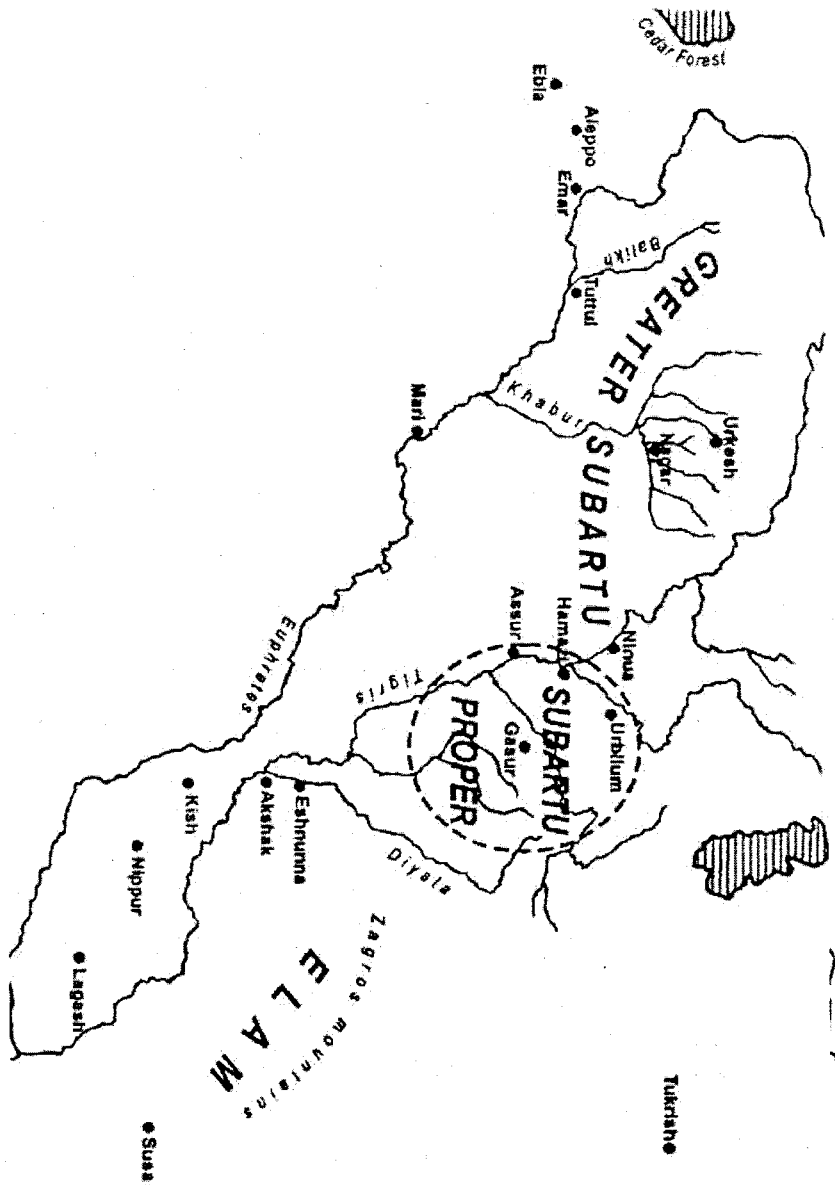 Cedar Forest
Ebla
Aleppo
Emar
Balikh
Tuttul
GREATER SUBARTU
Khabur
Urkesh
Nagar
Mari
Assur
Hamazi
Ninua
Urbilum
Euphrates
Tigris
SUBARTU
PROPER
Gasur
Kish
Akshak
Eshnunna
Nippur
Diyala
Lagash
Zagros mountains
ELAM
Susa
Tukrish